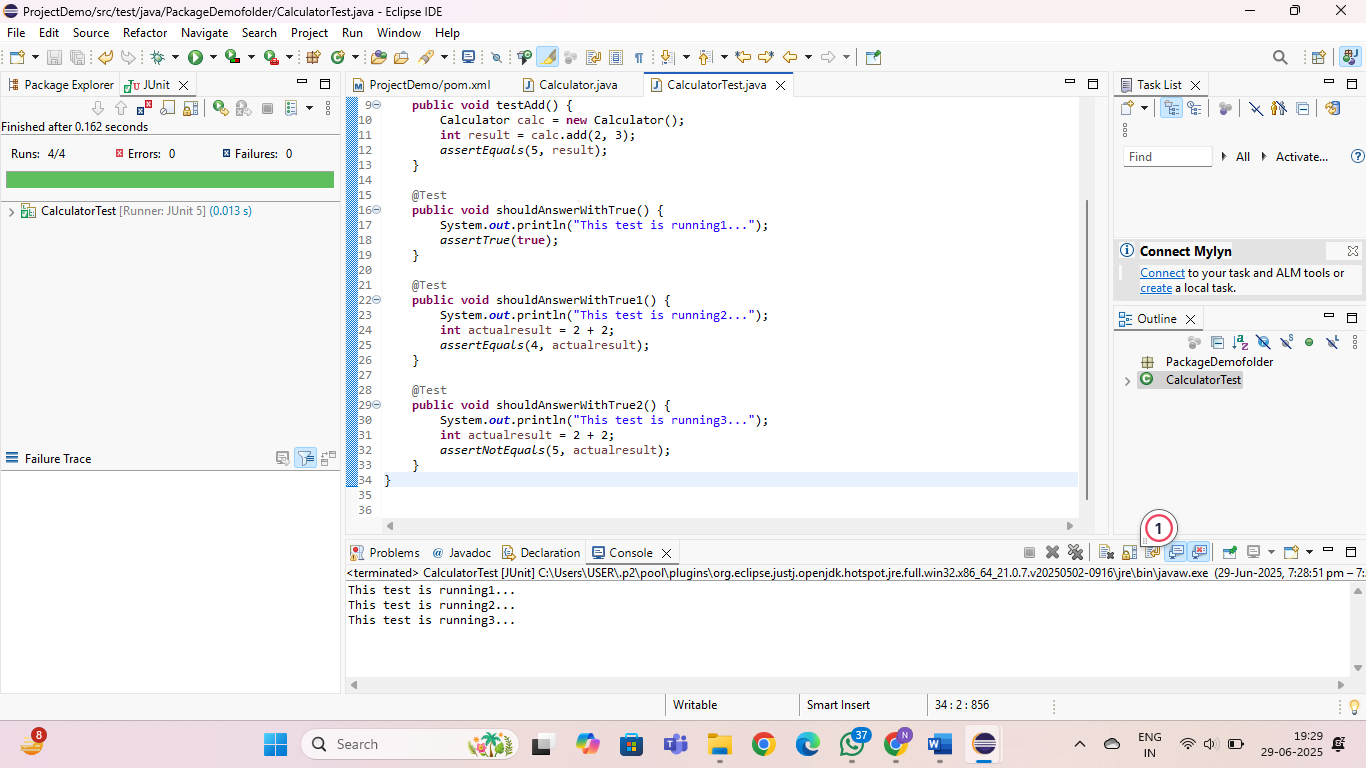 ProjectDemo/src/test/java/PackageDemofolder/CalculatorTest.java - Eclipse IDE
File Edit Source Refactor Navigate Search Project Run Window Help
Package Explorer JUnit
Finished after 0.162 seconds
Runs: 4/4 Errors: 0 Failures: 0
CalculatorTest [Runner: JUnit 5] (0.013 s)
Failure Trace
ProjectDemo/pom.xml Calculator.java CalculatorTest.java
9 public void testAdd() {
10 Calculator calc = new Calculator();
11 int result = calc.add(2, 3);
12 assertEquals(5, result);
13 }
14
15 @Test
16 public void shouldAnswerWithTrue() {
17 System.out.println("This test is running1...");
18 assertTrue(true);
19 }
20
21 @Test
22 public void shouldAnswerWithTrue1() {
23 System.out.println("This test is running2...");
24 int actualresult = 2 + 2;
25 assertEquals(4, actualresult);
26 }
27
28 @Test
29 public void shouldAnswerWithTrue2() {
30 System.out.println("This test is running3...");
31 int actualresult = 2 + 2;
32 assertNotEquals(5, actualresult);
33 }
34 }
35
36
Task List
Find All Activate...
Connect Mylyn
Connect to your task and ALM tools or
create a local task.
Outline
PackageDemofolder
CalculatorTest
1
Problems Javadoc Declaration Console
<terminated> CalculatorTest [JUnit] C:\Users\USER\.p2\pool\plugins\org.eclipse.justj.openjdk.hotspot.jre.full.win32.x86_64_21.0.7.v20250502-0916\jre\bin\javaw.exe (29-Jun-2025, 7:28:51 pm – 7:
This test is running1...
This test is running2...
This test is running3...
Writable Smart Insert 34 : 2 : 856
8
Search
37
N
ENG
IN
19:29
29-06-2025